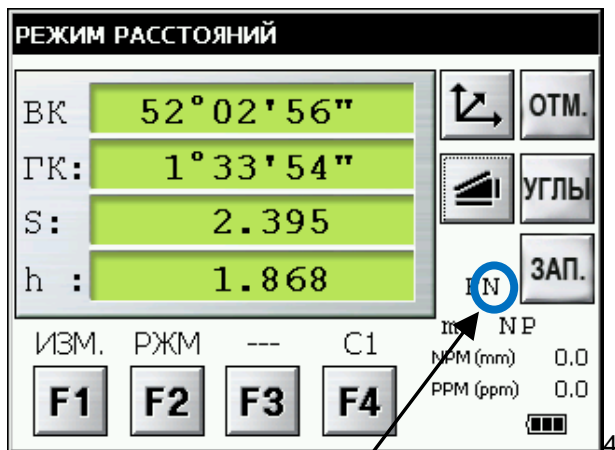 РЕЖИМ РАССТОЯНИЙ
ВК 52°02'56"
ГК: 1°33'54"
S: 2.395
h : 1.868
ОТМ.
УГЛЫ
ЗАП.
N
m NP
NPM (mm) 0.0
PPM (ppm) 0.0
ИЗМ. РЖМ --- C1
F1 F2 F3 F4
4